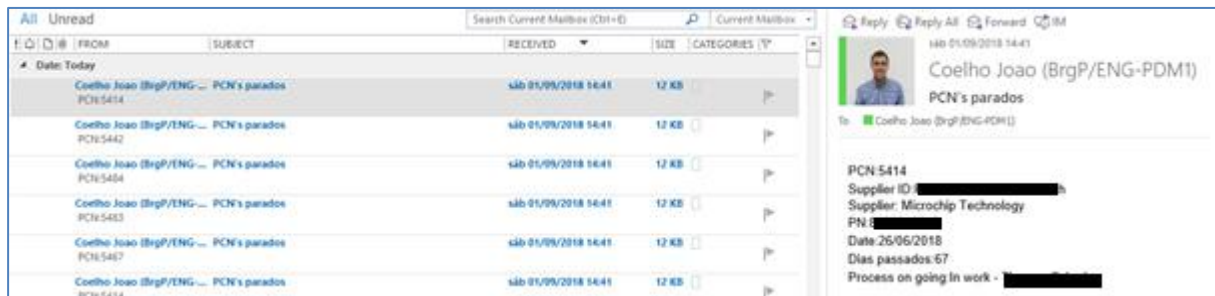 All Unread
Search Current Mailbox (Ctrl+E)
Current Mailbox
FROM SUBJECT RECEIVED SIZE CATEGORIES
Date: Today
Coelho Joao (BrgP/ENG-... PCN's parados sáb 01/09/2018 14:41 12 KB
PCN:5414
Coelho Joao (BrgP/ENG-... PCN's parados sáb 01/09/2018 14:41 12 KB
PCN:5442
Coelho Joao (BrgP/ENG-... PCN's parados sáb 01/09/2018 14:41 12 KB
PCN:5484
Coelho Joao (BrgP/ENG-... PCN's parados sáb 01/09/2018 14:41 12 KB
PCN:5483
Coelho Joao (BrgP/ENG-... PCN's parados sáb 01/09/2018 14:41 12 KB
PCN:5467
Coelho Joao (BrgP/ENG-... PCN's parados sáb 01/09/2018 14:41 12 KB
Reply Reply All Forward IM
sáb 01/09/2018 14:41
Coelho Joao (BrgP/ENG-PDM1)
PCN's parados
To Coelho Joao (BrgP/ENG-PDM1)
PCN:5414
Supplier ID:
Supplier: Microchip Technology
PN:
Date:26/06/2018
Dias passados:67
Process on going In work -